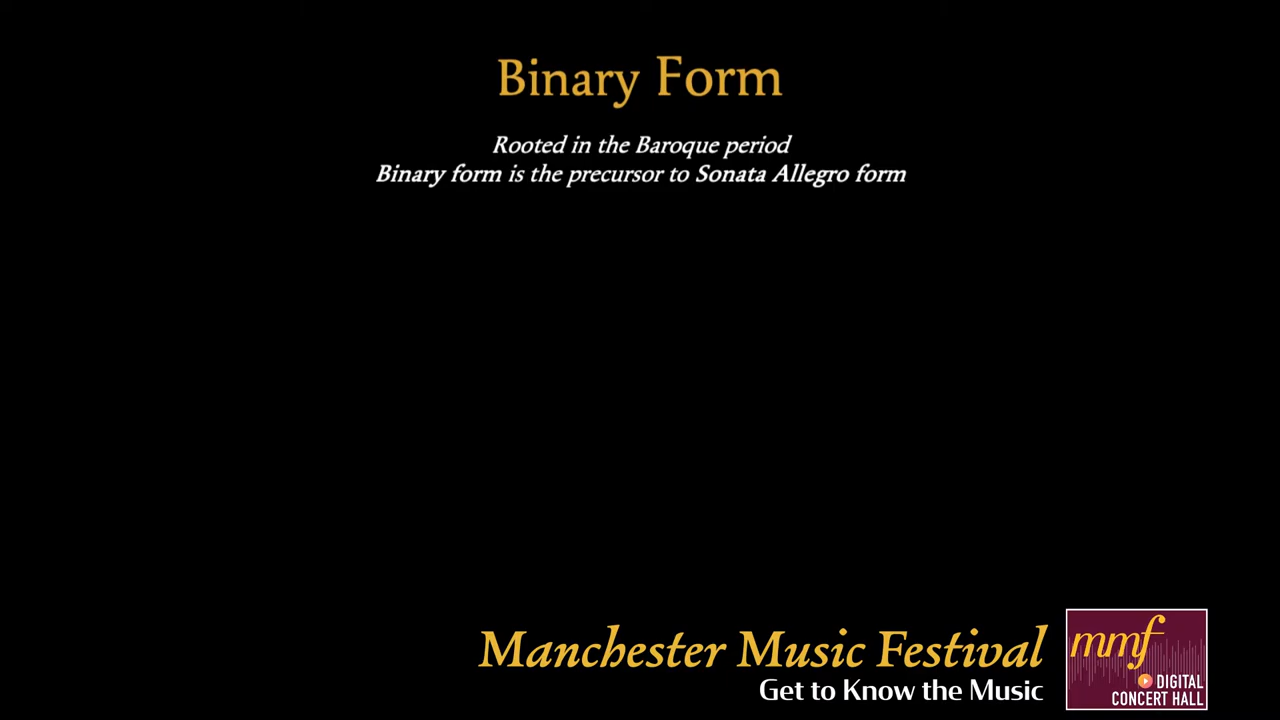 Binary Form
Rooted in the Baroque period
Binary form is the precursor to Sonata Allegro form
Manchester Music Festival
Get to Know the Music
mmf
DIGITAL
CONCERT HALL